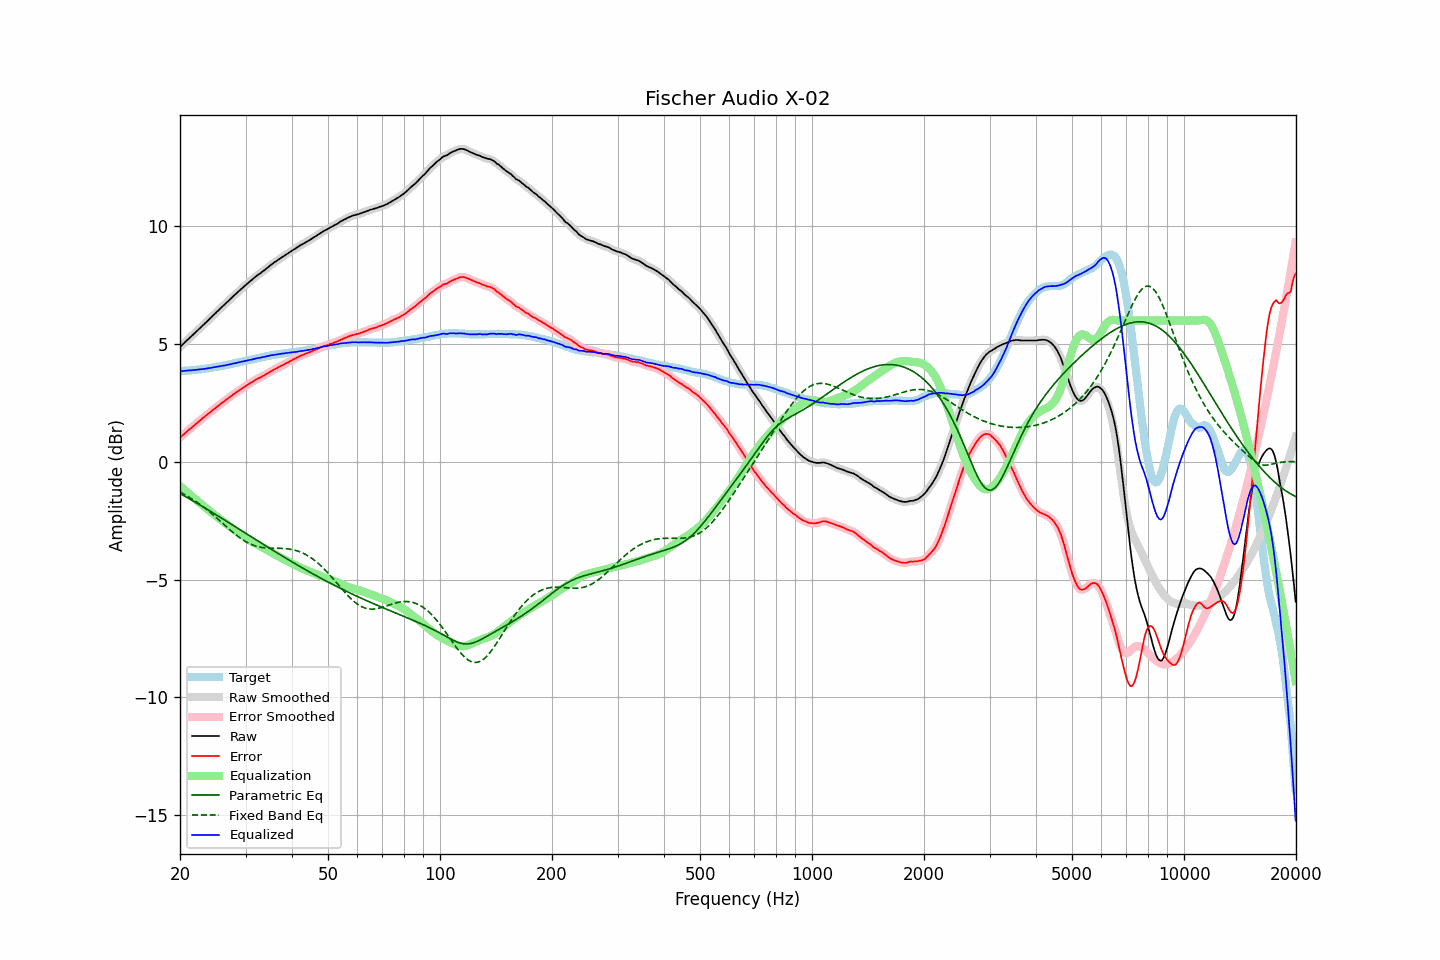 Fischer Audio X-02
Amplitude (dBr)
10
5
0
−5
−10
−15
Target
Raw Smoothed
Error Smoothed
Raw
Error
Equalization
Parametric Eq
Fixed Band Eq
Equalized
20
50
100
200
500
1000
2000
5000
10000
20000
Frequency (Hz)